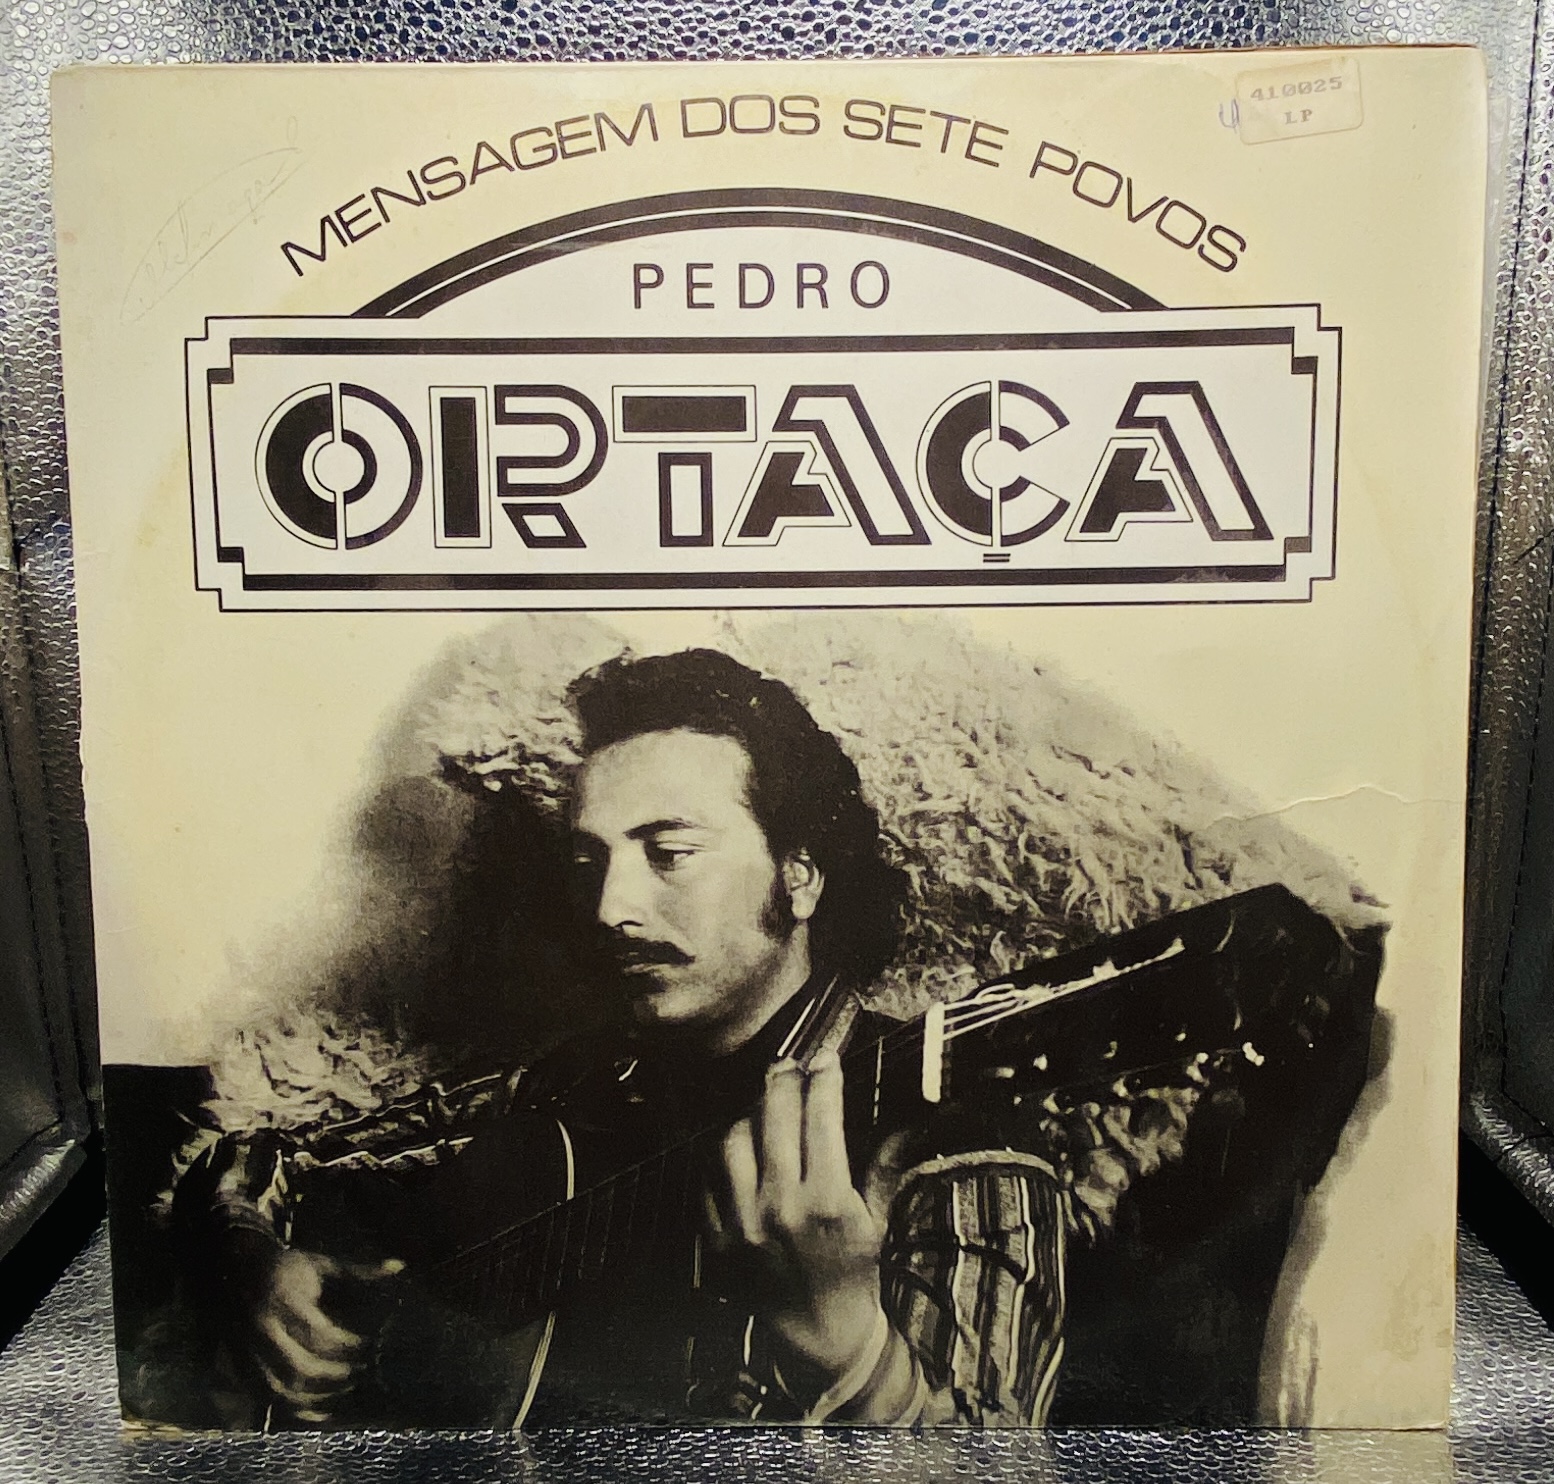 MENSAGEM DOS SETE POVOS
410025
LP
PEDRO
ORTAÇA